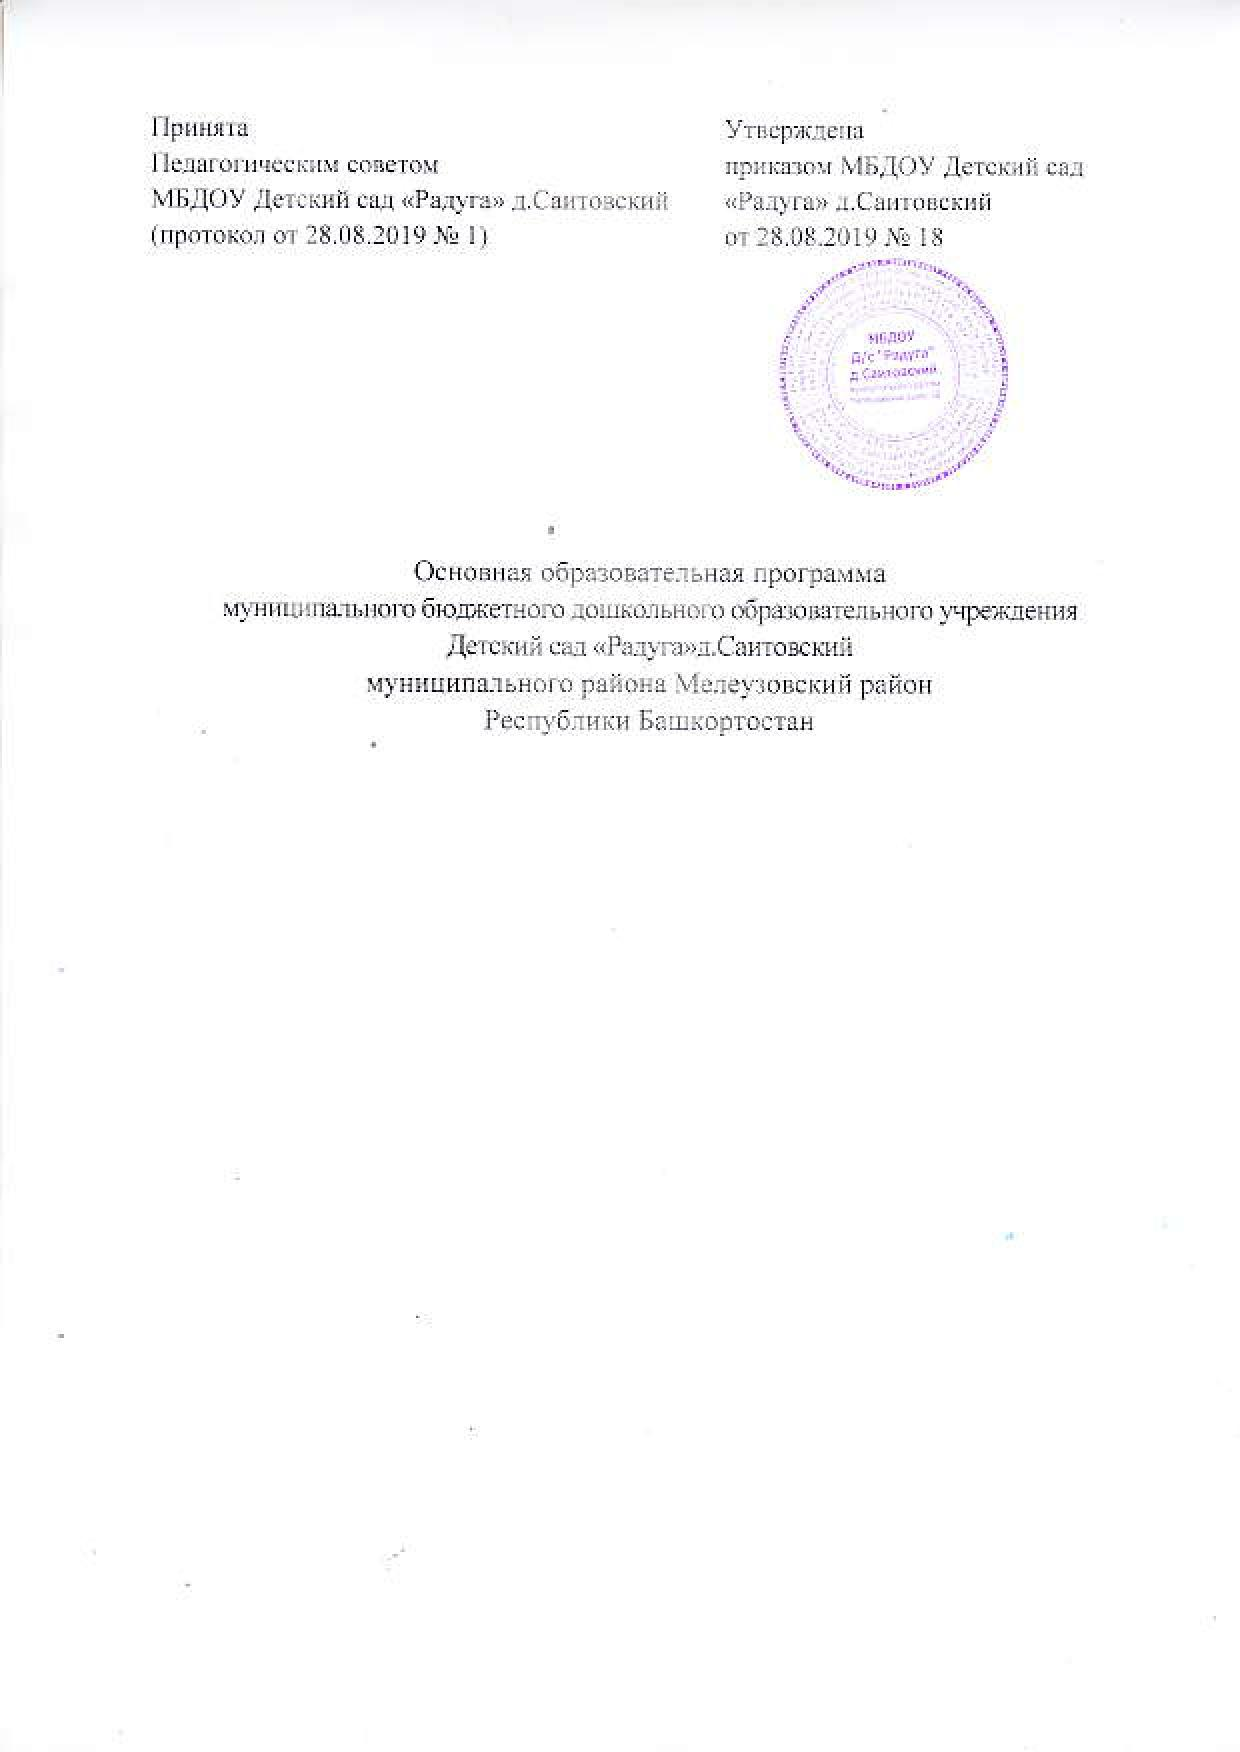 Принята
Педагогическим советом
МБДОУ Детский сад «Радуга» д.Саитовский
(протокол от 28.08.2019 № 1)
Утверждена
приказом МБДОУ Детский сад
«Радуга» д.Саитовский
от 28.08.2019 № 18
МБДОУ
Д/с "Радуга"
д.Саитовский
Основная образовательная программа
муниципального бюджетного дошкольного образовательного учреждения
Детский сад «Радуга»д.Саитовский
муниципального района Мелеузовский район
Республики Башкортостан